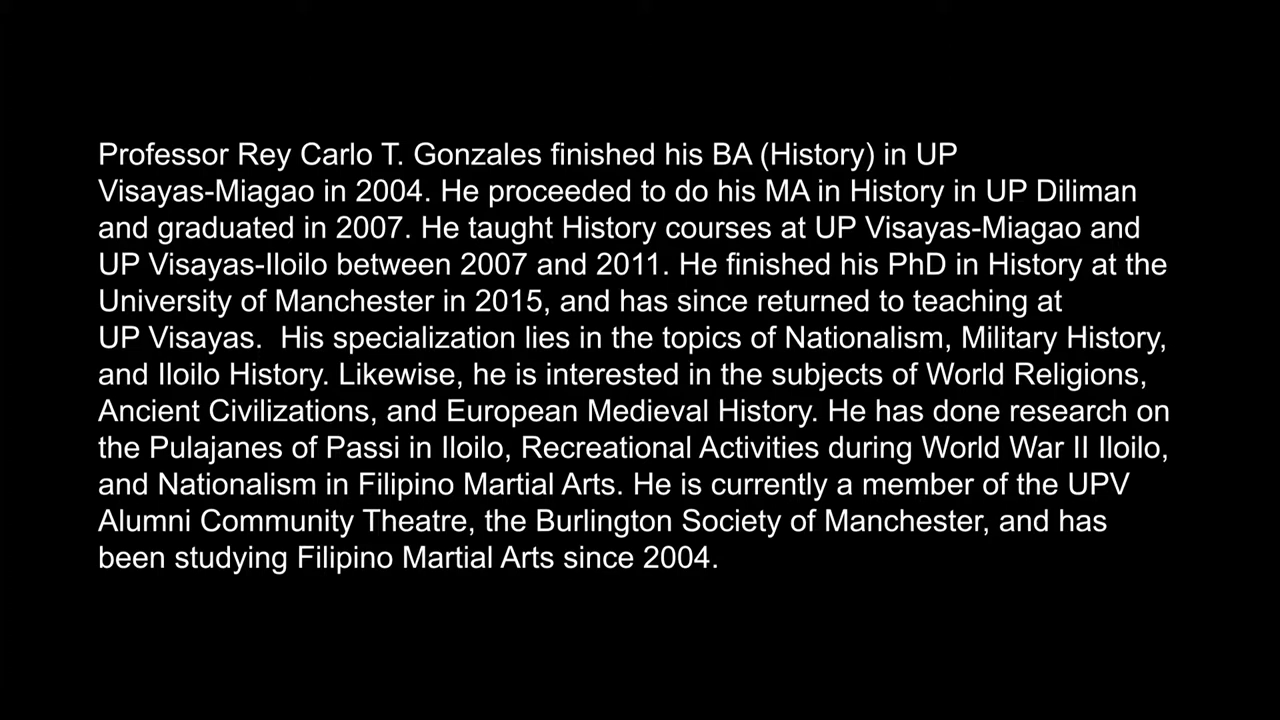 Professor Rey Carlo T. Gonzales finished his BA (History) in UP
Visayas-Miagao in 2004. He proceeded to do his MA in History in UP Diliman
and graduated in 2007. He taught History courses at UP Visayas-Miagao and
UP Visayas-Iloilo between 2007 and 2011. He finished his PhD in History at the
University of Manchester in 2015, and has since returned to teaching at
UP Visayas.  His specialization lies in the topics of Nationalism, Military History,
and Iloilo History. Likewise, he is interested in the subjects of World Religions,
Ancient Civilizations, and European Medieval History. He has done research on
the Pulajanes of Passi in Iloilo, Recreational Activities during World War II Iloilo,
and Nationalism in Filipino Martial Arts. He is currently a member of the UPV
Alumni Community Theatre, the Burlington Society of Manchester, and has
been studying Filipino Martial Arts since 2004.